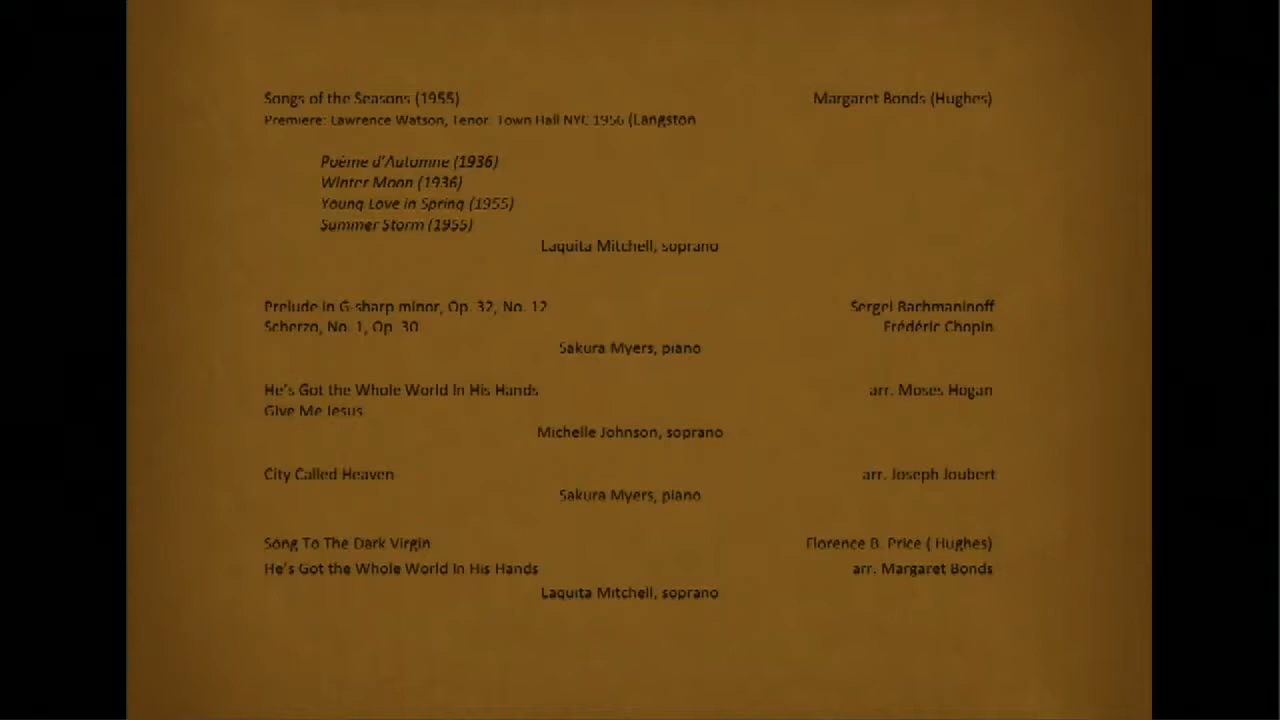 Songs of the Seasons (1955) Margaret Bonds (Hughes)
Premiere: Lawrence Watson, Tenor: Town Hall NYC 1956 (Langston
Poème d'Automne (1936)
Winter Moon (1936)
Young Love in Spring (1955)
Summer Storm (1955)
Laquita Mitchell, soprano
Prelude in G-sharp minor, Op. 32, No. 12 Sergei Rachmaninoff
Scherzo, No. 1, Op. 30 Frédéric Chopin
Sakura Myers, piano
He's Got the Whole World In His Hands arr. Moses Hogan
Give Me Jesus
Michelle Johnson, soprano
City Called Heaven arr. Joseph Joubert
Sakura Myers, piano
Song To The Dark Virgin Florence B. Price ( Hughes)
He's Got the Whole World In His Hands arr. Margaret Bonds
Laquita Mitchell, soprano